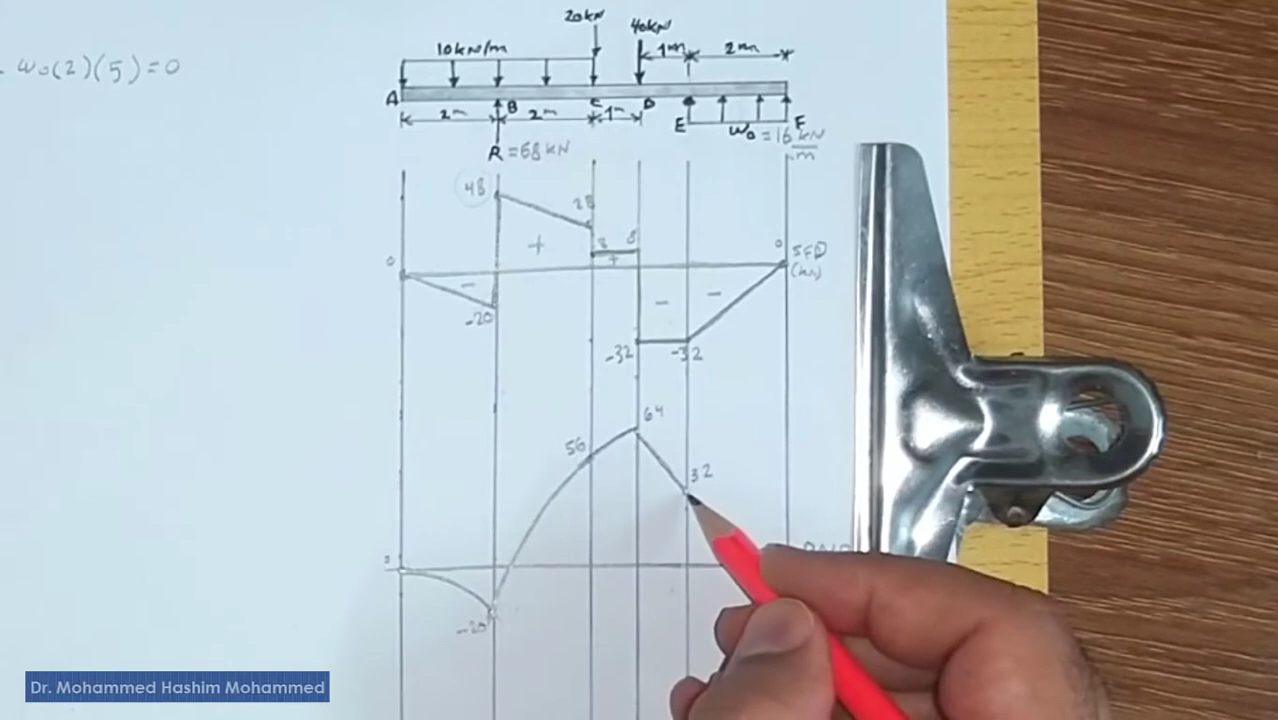 - w₀(2)(5)=0
20kN
40kN
10kN/m
1m
2m
A
B
C
D
E
F
2m
2m
1m
w₀ = 16 kN/m
R = 68 KN
48
28
8
8
+
+
0
0
SFD
-
-
-
-20
-32
-32
64
56
32
0
-20
Dr. Mohammed Hashim Mohammed